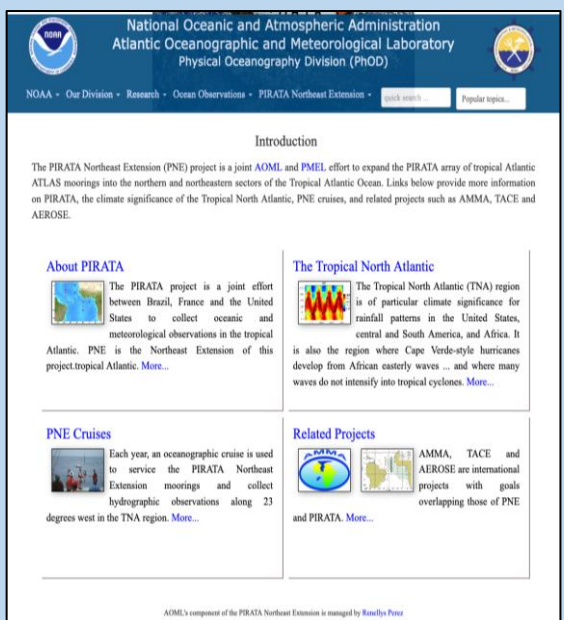 National Oceanic and Atmospheric Administration
Atlantic Oceanographic and Meteorological Laboratory
Physical Oceanography Division (PhOD)
NOAA
NOAA - Our Division - Research - Ocean Observations - PIRATA Northeast Extension -
quick search ...
Popular topics...
Introduction
The PIRATA Northeast Extension (PNE) project is a joint AOML and PMEL effort to expand the PIRATA array of tropical Atlantic
ATLAS moorings into the northern and northeastern sectors of the Tropical Atlantic Ocean. Links below provide more information
on PIRATA, the climate significance of the Tropical North Atlantic, PNE cruises, and related projects such as AMMA, TACE and
AEROSE.
About PIRATA
The PIRATA project is a joint effort
between Brazil, France and the United
States to collect oceanic and
meteorological observations in the tropical
Atlantic. PNE is the Northeast Extension of this
project.tropical Atlantic. More...
The Tropical North Atlantic
The Tropical North Atlantic (TNA) region
is of particular climate significance for
rainfall patterns in the United States,
central and South America, and Africa. It
is also the region where Cape Verde-style hurricanes
develop from African easterly waves ... and where many
waves do not intensify into tropical cyclones. More...
PNE Cruises
Each year, an oceanographic cruise is used
to service the PIRATA Northeast
Extension moorings and collect
hydrographic observations along 23
degrees west in the TNA region. More...
Related Projects
AMMA
AMMA, TACE and
AEROSE are international
projects with goals
overlapping those of PNE
and PIRATA. More...
AOML's component of the PIRATA Northeast Extension is managed by Renellys Perez